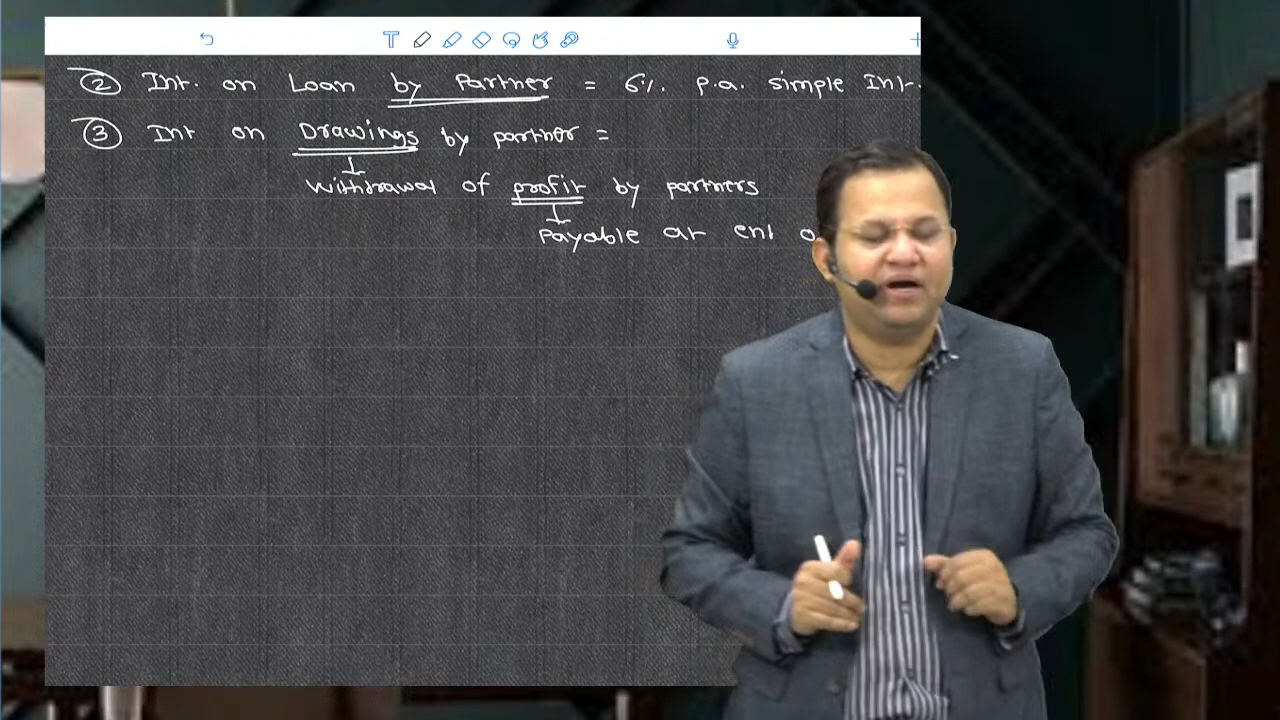 ② Int. on Loan by Partner = 6%. p.a. simple Int.
③ Int on Drawings by partner =
withdrawal of profit by partners
payable at end